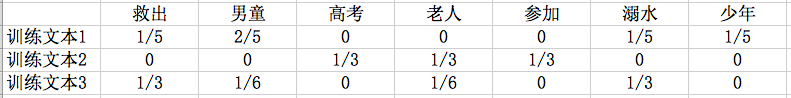 救出 男童 高考 老人 参加 溺水 少年
训练文本1 1/5 2/5 0 0 0 1/5 1/5
训练文本2 0 0 1/3 1/3 1/3 0 0
训练文本3 1/3 1/6 0 1/6 0 1/3 0